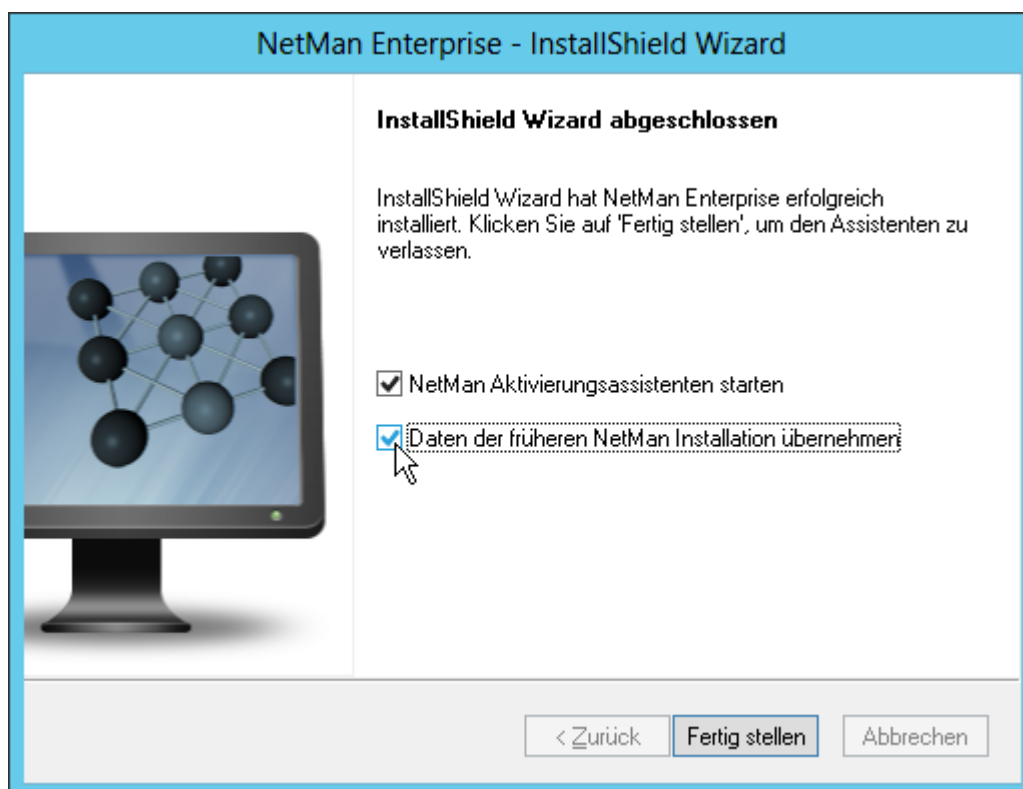 NetMan Enterprise - InstallShield Wizard
InstallShield Wizard abgeschlossen
InstallShield Wizard hat NetMan Enterprise erfolgreich
installiert. Klicken Sie auf 'Fertig stellen', um den Assistenten zu
verlassen.
NetMan Aktivierungsassistenten starten
Daten der früheren NetMan Installation übernehmen
< Zurück Fertig stellen Abbrechen